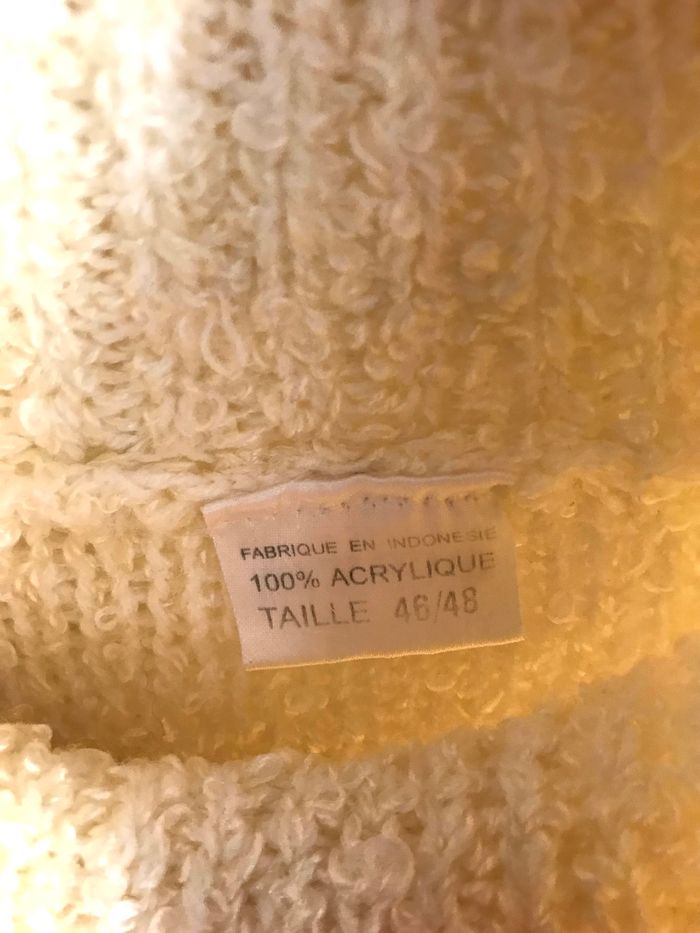 FABRIQUE EN INDONESIE
100% ACRYLIQUE
TAILLE 46/48